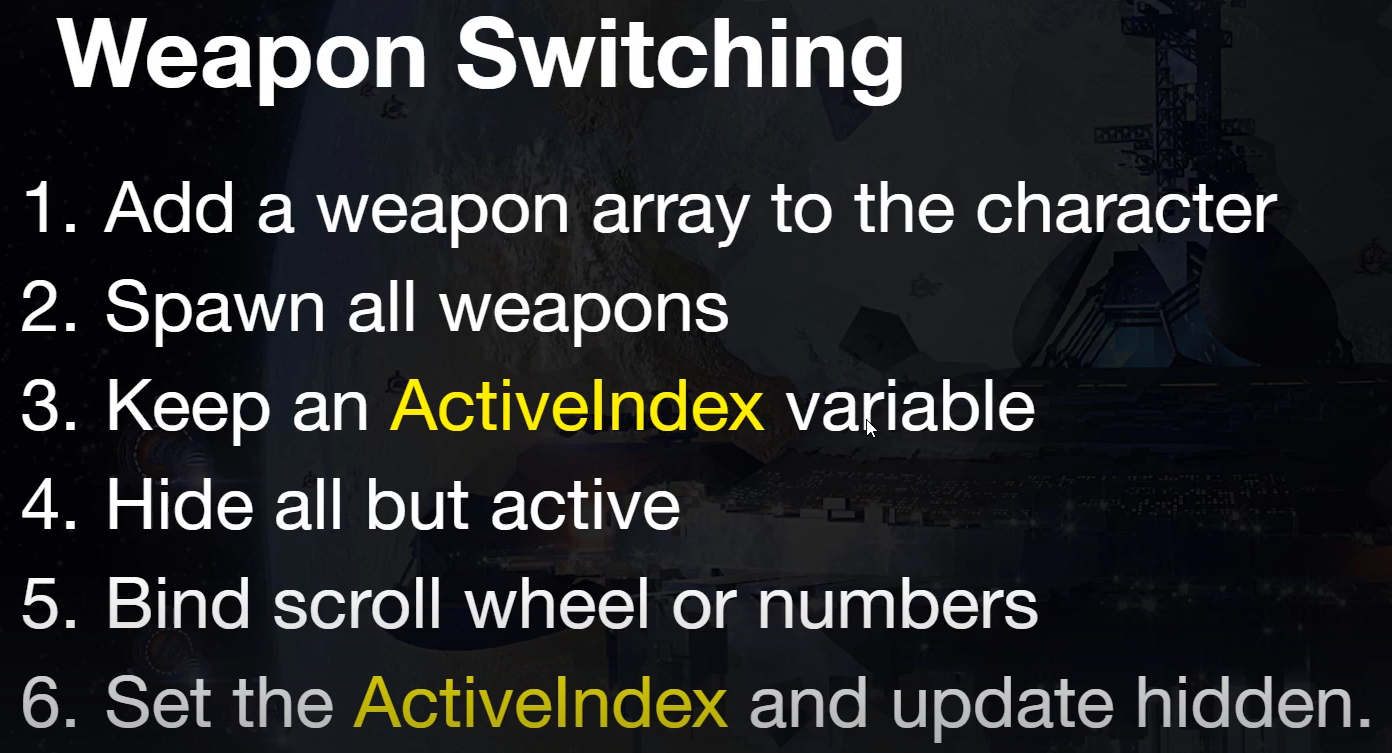 Weapon Switching
1. Add a weapon array to the character
2. Spawn all weapons
3. Keep an ActiveIndex variable
4. Hide all but active
5. Bind scroll wheel or numbers
6. Set the ActiveIndex and update hidden.